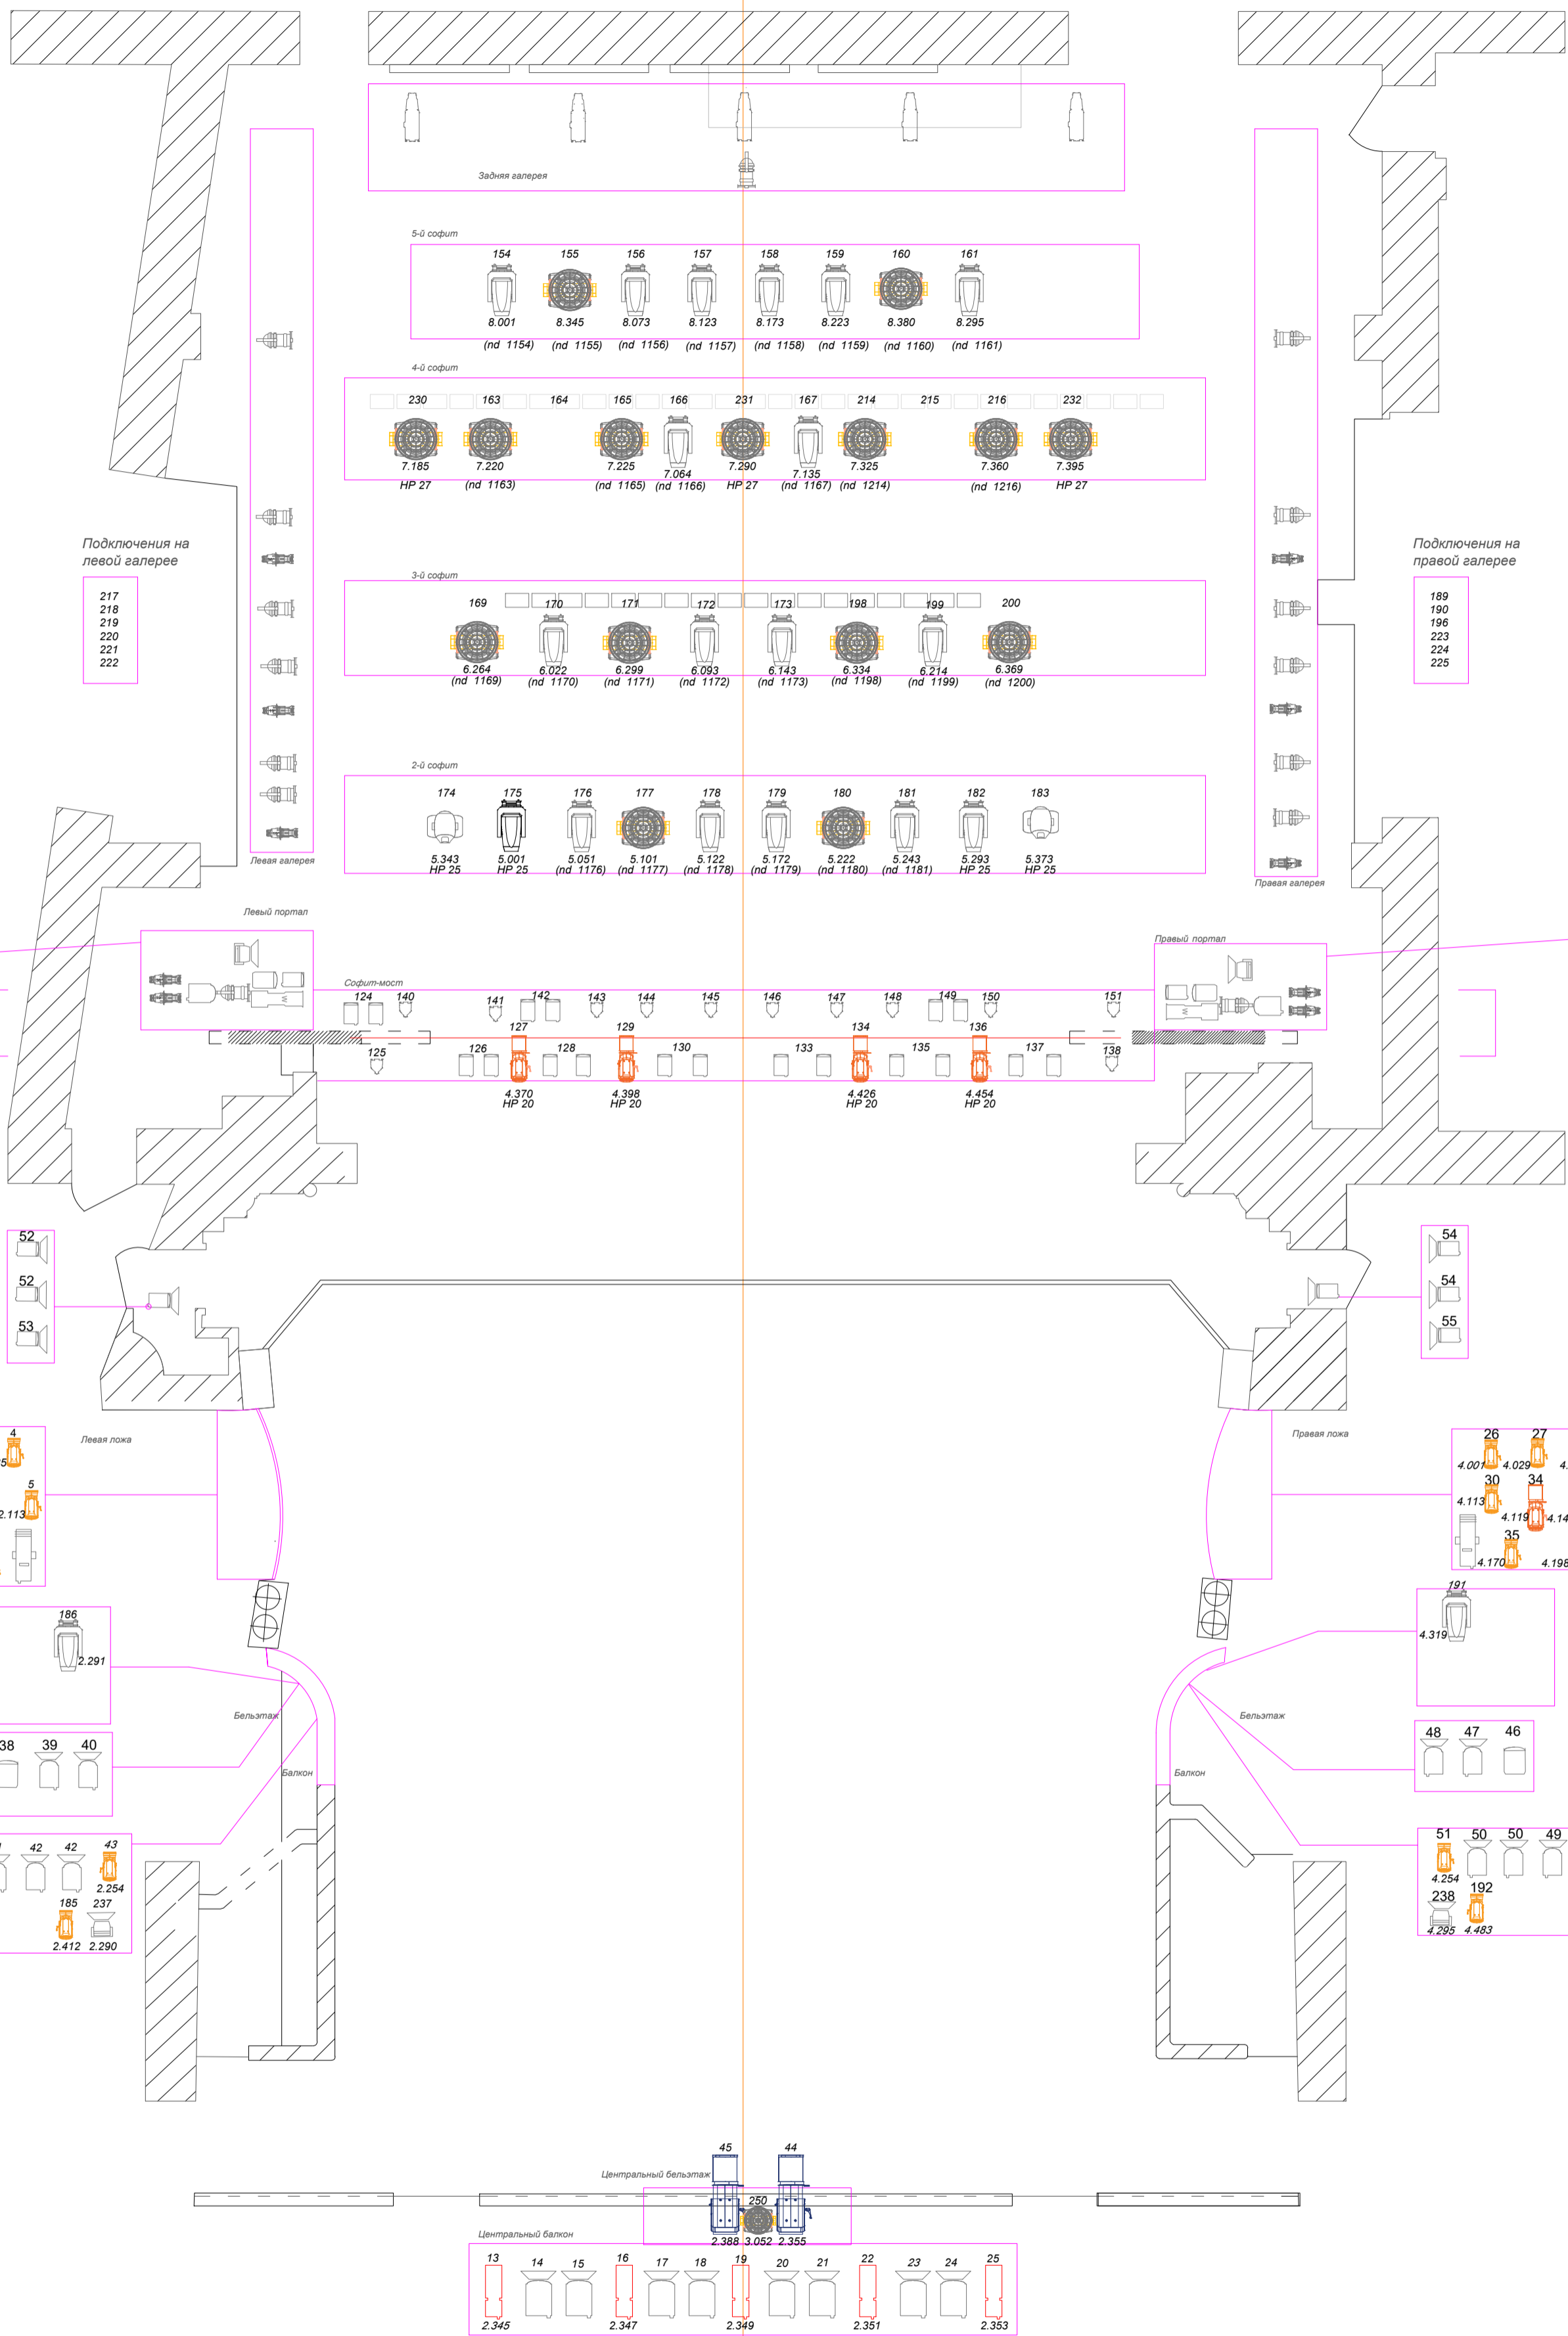 Задняя галерея
5-й софит
154 155 156 157 158 159 160 161
8.001 8.345 8.073 8.123 8.173 8.223 8.380 8.295
(nd 1154) (nd 1155) (nd 1156) (nd 1157) (nd 1158) (nd 1159) (nd 1160) (nd 1161)
4-й софит
230 163 164 165 166 231 167 214 215 216 232
7.185 7.220 7.225 7.064 7.290 7.135 7.325 7.360 7.395
HP 27 (nd 1163) (nd 1165) (nd 1166) HP 27 (nd 1167) (nd 1214) (nd 1216) HP 27
Подключения на
левой галерее
217
218
219
220
221
222
Подключения на
правой галерее
189
190
196
223
224
225
3-й софит
169 170 171 172 173 198 199 200
6.264 6.022 6.299 6.093 6.143 6.334 6.214 6.369
(nd 1169) (nd 1170) (nd 1171) (nd 1172) (nd 1173) (nd 1198) (nd 1199) (nd 1200)
2-й софит
174 175 176 177 178 179 180 181 182 183
5.343 5.001 5.051 5.101 5.122 5.172 5.222 5.243 5.293 5.373
HP 25 HP 25 (nd 1176) (nd 1177) (nd 1178) (nd 1179) (nd 1180) (nd 1181) HP 25 HP 25
Левая галерея
Правая галерея
Левый портал
Правый портал
W
W
Софит-мост
124 140 141 142 143 144 145 146 147 148 149 150 151
127 129 134 136
125 126 128 130 133 135 137 138
4.370 4.398 4.426 4.454
HP 20 HP 20 HP 20 HP 20
52
52
53
54
54
55
Левая ложа
4
5
2.113
Правая ложа
26 27
4.001 4.029
30 34
4.113 4.119
35
4.170 4.198
186
2.291
191
4.319
Бельэтаж
Бельэтаж
38 39 40
48 47 46
Балкон
Балкон
42 42 43
2.254
185 237
2.412 2.290
51 50 50 49
4.254
238 192
4.295 4.483
45 44
Центральный бельэтаж
250
2.388 3.052 2.355
Центральный балкон
13 14 15 16 17 18 19 20 21 22 23 24 25
2.345 2.347 2.349 2.351 2.353